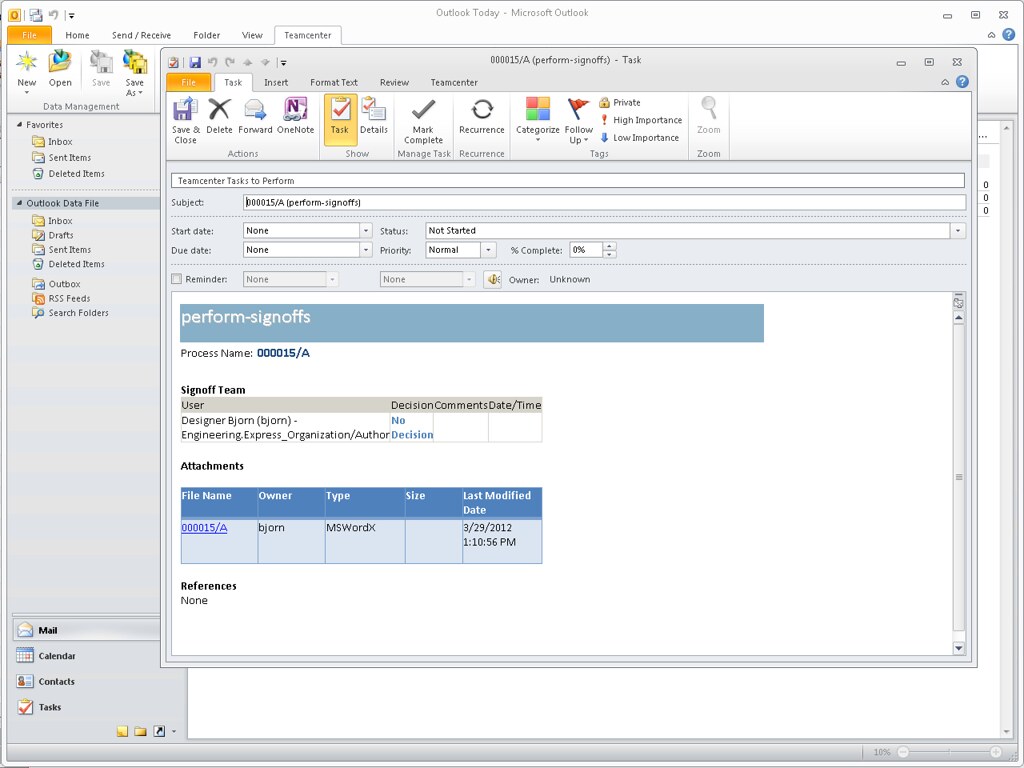 Outlook Today - Microsoft Outlook
File Home Send / Receive Folder View Teamcenter
New Open Save Save As
Data Management
Favorites
Inbox
Sent Items
Deleted Items
Outlook Data File
Inbox
Drafts
Sent Items
Deleted Items
Outbox
RSS Feeds
Search Folders
Mail
Calendar
Contacts
Tasks
000015/A (perform-signoffs) - Task
File Task Insert Format Text Review Teamcenter
Save & Close Delete Forward OneNote Task Details Mark Complete Recurrence Categorize Follow Up Private High Importance Low Importance Zoom
Actions Show Manage Task Recurrence Tags Zoom
Teamcenter Tasks to Perform
Subject: 000015/A (perform-signoffs)
Start date: None Status: Not Started
Due date: None Priority: Normal % Complete: 0%
Reminder: None None Owner: Unknown
perform-signoffs
Process Name: 000015/A
Signoff Team
User Decision Comments Date/Time
Designer Bjorn (bjorn) - No
Engineering.Express_Organization/Author Decision
Attachments
File Name Owner Type Size Last Modified
Date
000015/A bjorn MSWordX 3/29/2012
1:10:56 PM
References
None
...
0
0
0
10%